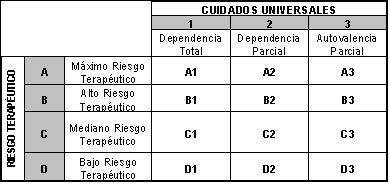 CUIDADOS UNIVERSALES
1 2 3
Dependencia Total Dependencia Parcial Autovalencia Parcial
RIESGO TERAPÉUTICO
A Máximo Riesgo Terapéutico A1 A2 A3
B Alto Riesgo Terapéutico B1 B2 B3
C Mediano Riesgo Terapéutico C1 C2 C3
D Bajo Riesgo Terapéutico D1 D2 D3